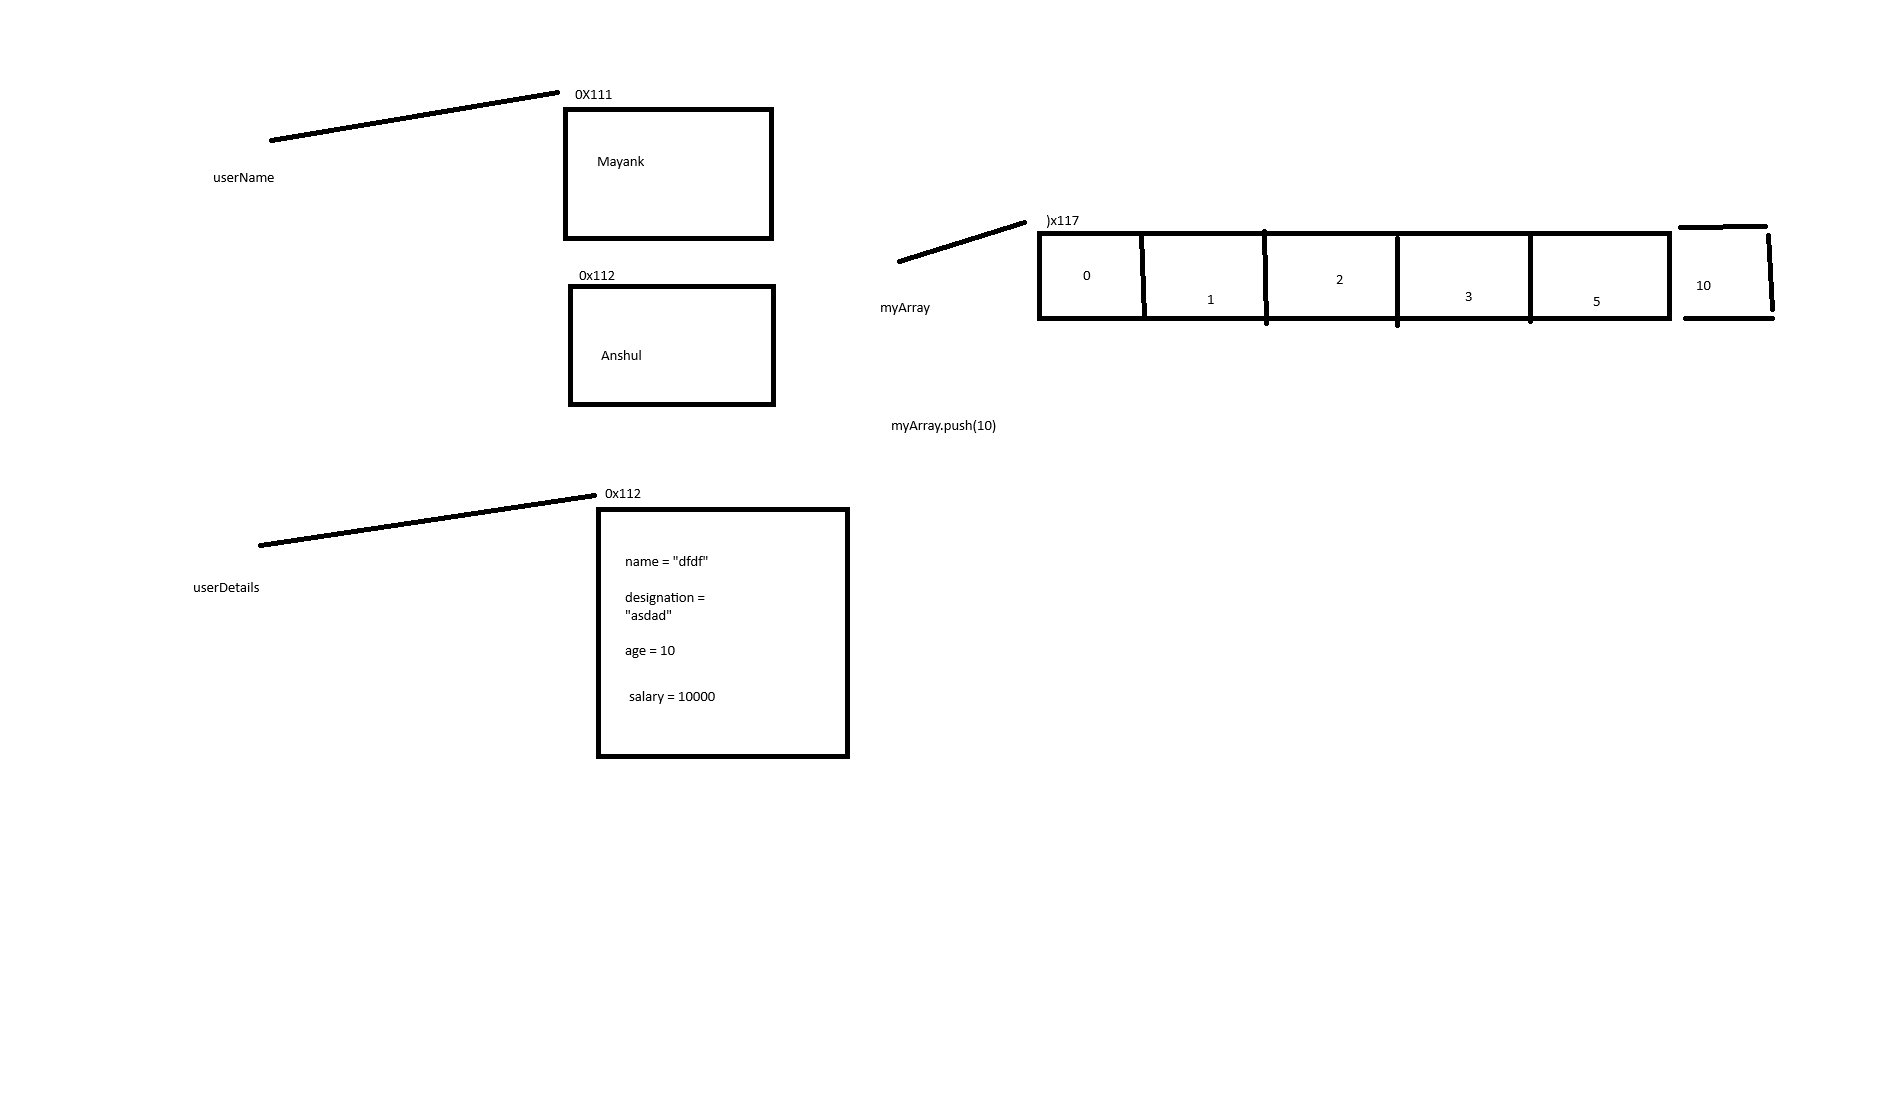 0X111
Mayank
userName
0x112
Anshul
)x117
0
1
2
3
5
10
myArray
myArray.push(10)
0x112
userDetails
name = "dfdf"
designation =
"asdad"
age = 10
salary = 10000